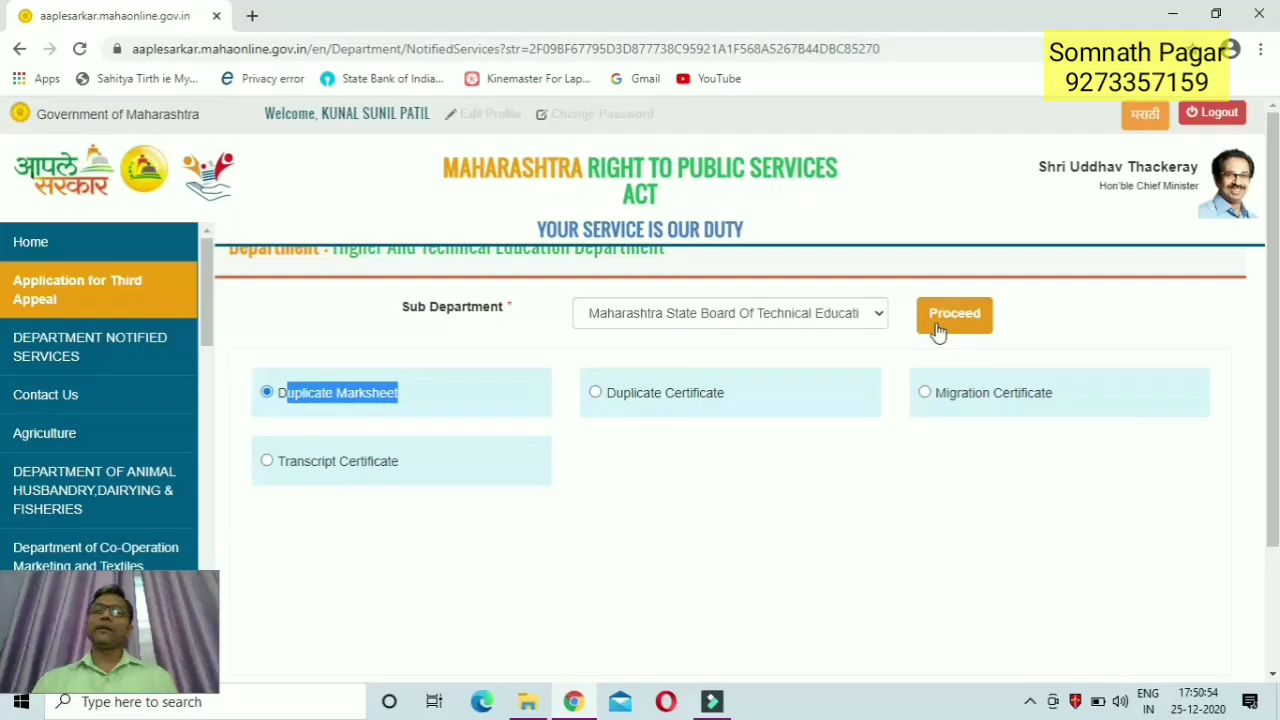 aaplesarkar.mahaonline.gov.in
aaplesarkar.mahaonline.gov.in/en/Department/NotifiedServices?str=2F09BF67795D3D877738C95921A1F568A5267B44DBC85270
Somnath Pagar
9273357159
Apps
Sahitya Tirth ie My...
Privacy error
State Bank of India...
Kinemaster For Lap...
Gmail
YouTube
Government of Maharashtra
Welcome, KUNAL SUNIL PATIL
Edit Profile
Change Password
मराठी
Logout
आपले
सरकार
MAHARASHTRA RIGHT TO PUBLIC SERVICES
ACT
YOUR SERVICE IS OUR DUTY
Shri Uddhav Thackeray
Hon'ble Chief Minister
Home
Application for Third
Appeal
DEPARTMENT NOTIFIED
SERVICES
Contact Us
Agriculture
DEPARTMENT OF ANIMAL
HUSBANDRY,DAIRYING &
FISHERIES
Department of Co-Operation
Marketing and Textiles
Department : Higher And Technical Education Department
Sub Department *
Maharashtra State Board Of Technical Educati
Proceed
Duplicate Marksheet
Duplicate Certificate
Migration Certificate
Transcript Certificate
Type here to search
ENG
IN
17:50:54
25-12-2020